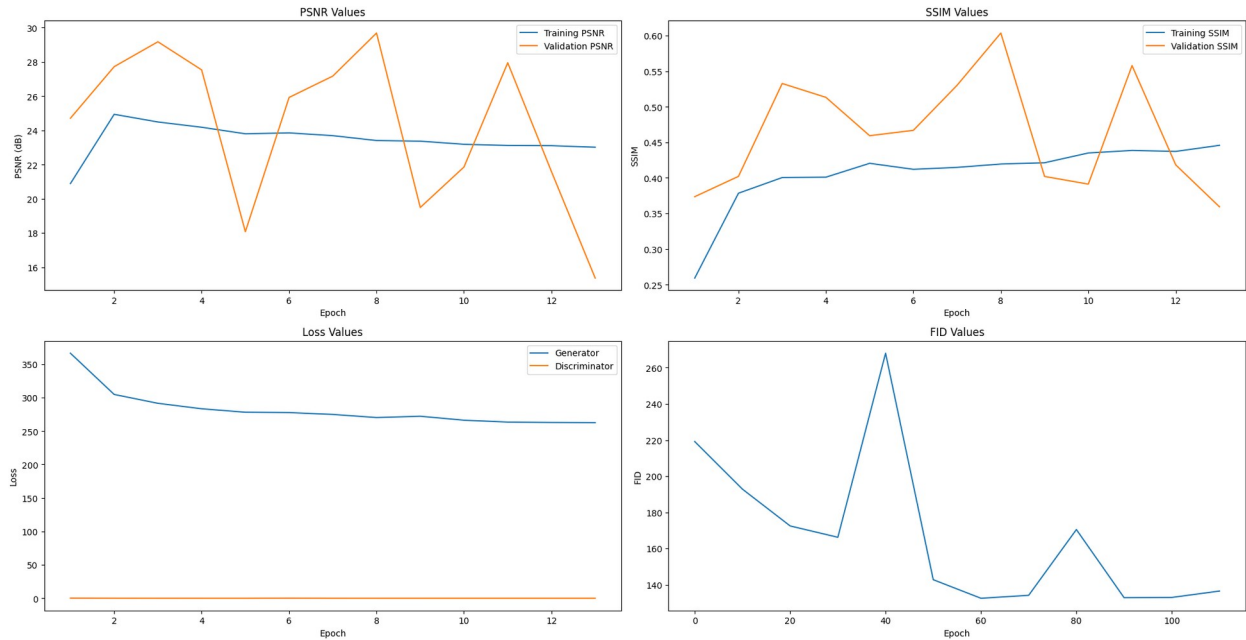 PSNR Values
30
28
26
24
22
20
18
16
PSNR (dB)
Training PSNR
Validation PSNR
2 4 6 8 10 12
Epoch
SSIM Values
0.60
0.55
0.50
0.45
0.40
0.35
0.30
0.25
SSIM
Training SSIM
Validation SSIM
2 4 6 8 10 12
Epoch
Loss Values
350
300
250
200
150
100
50
0
Loss
Generator
Discriminator
2 4 6 8 10 12
Epoch
FID Values
260
240
220
200
180
160
140
FID
0 20 40 60 80 100
Epoch